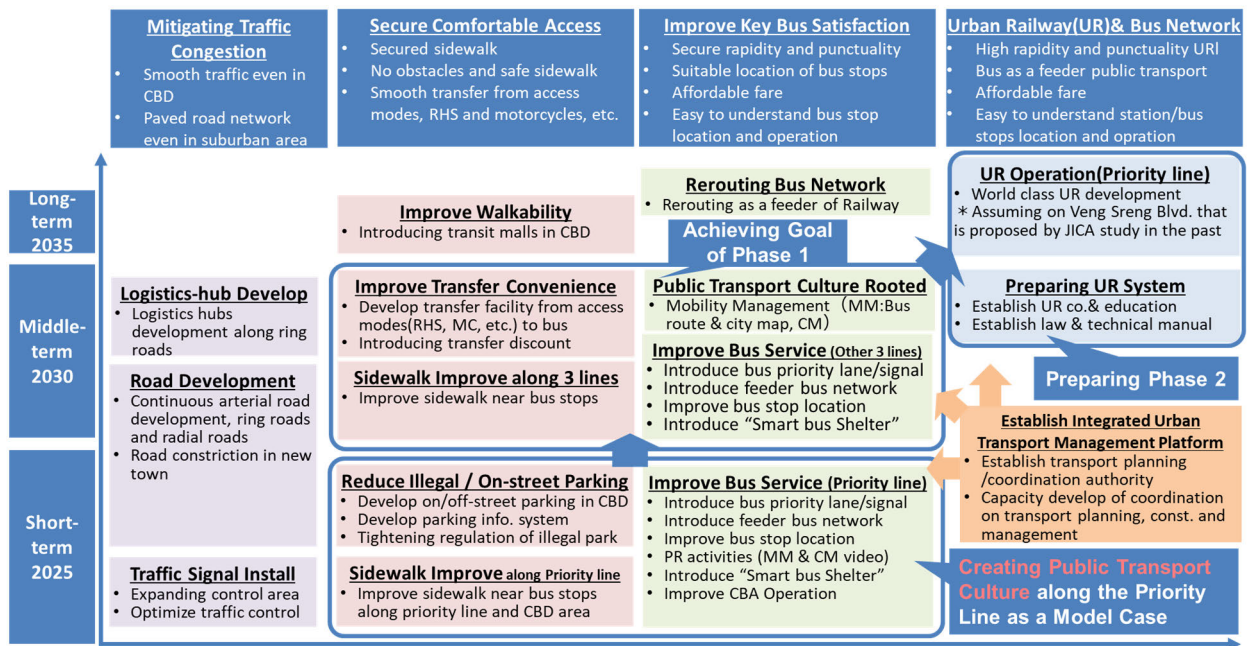 Mitigating Traffic
Congestion
• Smooth traffic even in
CBD
• Paved road network
even in suburban area
Secure Comfortable Access
• Secured sidewalk
• No obstacles and safe sidewalk
• Smooth transfer from access
modes, RHS and motorcycles, etc.
Improve Key Bus Satisfaction
• Secure rapidity and punctuality
• Suitable location of bus stops
• Affordable fare
• Easy to understand bus stop
location and operation
Urban Railway(UR)& Bus Network
• High rapidity and punctuality URl
• Bus as a feeder public transport
• Affordable fare
• Easy to understand station/bus
stops location and opration
Long-
term
2035
Improve Walkability
• Introducing transit malls in CBD
Rerouting Bus Network
• Rerouting as a feeder of Railway
UR Operation(Priority line)
• World class UR development
＊Assuming on Veng Sreng Blvd. that
is proposed by JICA study in the past
Achieving Goal
of Phase 1
Middle-
term
2030
Logistics-hub Develop
• Logistics hubs
development along ring
roads
Road Development
• Continuous arterial road
development, ring roads
and radial roads
• Road constriction in new
town
Improve Transfer Convenience
• Develop transfer facility from access
modes(RHS, MC, etc.) to bus
• Introducing transfer discount
Sidewalk Improve along 3 lines
• Improve sidewalk near bus stops
Public Transport Culture Rooted
• Mobility Management（MM:Bus
route & city map, CM）
Improve Bus Service (Other 3 lines)
• Introduce bus priority lane/signal
• Introduce feeder bus network
• Improve bus stop location
• Introduce “Smart bus Shelter”
Preparing UR System
• Establish UR co.& education
• Establish law & technical manual
Preparing Phase 2
Establish Integrated Urban
Transport Management Platform
• Establish transport planning
/coordination authority
• Capacity develop of coordination
on transport planning, const. and
management
Short-
term
2025
Traffic Signal Install
• Expanding control area
• Optimize traffic control
Reduce Illegal / On-street Parking
• Develop on/off-street parking in CBD
• Develop parking info. system
• Tightening regulation of illegal park
Sidewalk Improve along Priority line
• Improve sidewalk near bus stops
along priority line and CBD area
Improve Bus Service (Priority line)
• Introduce bus priority lane/signal
• Introduce feeder bus network
• Improve bus stop location
• PR activities (MM & CM video)
• Introduce “Smart bus Shelter”
• Improve CBA Operation
Creating Public Transport
Culture along the Priority
Line as a Model Case